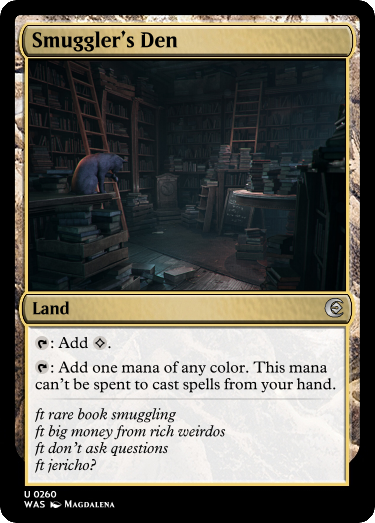 Smuggler's Den
Land
: Add .
: Add one mana of any color. This mana
can't be spent to cast spells from your hand.
ft rare book smuggling
ft big money from rich weirdos
ft don't ask questions
ft jericho?
U 0260
WAS Magdalena